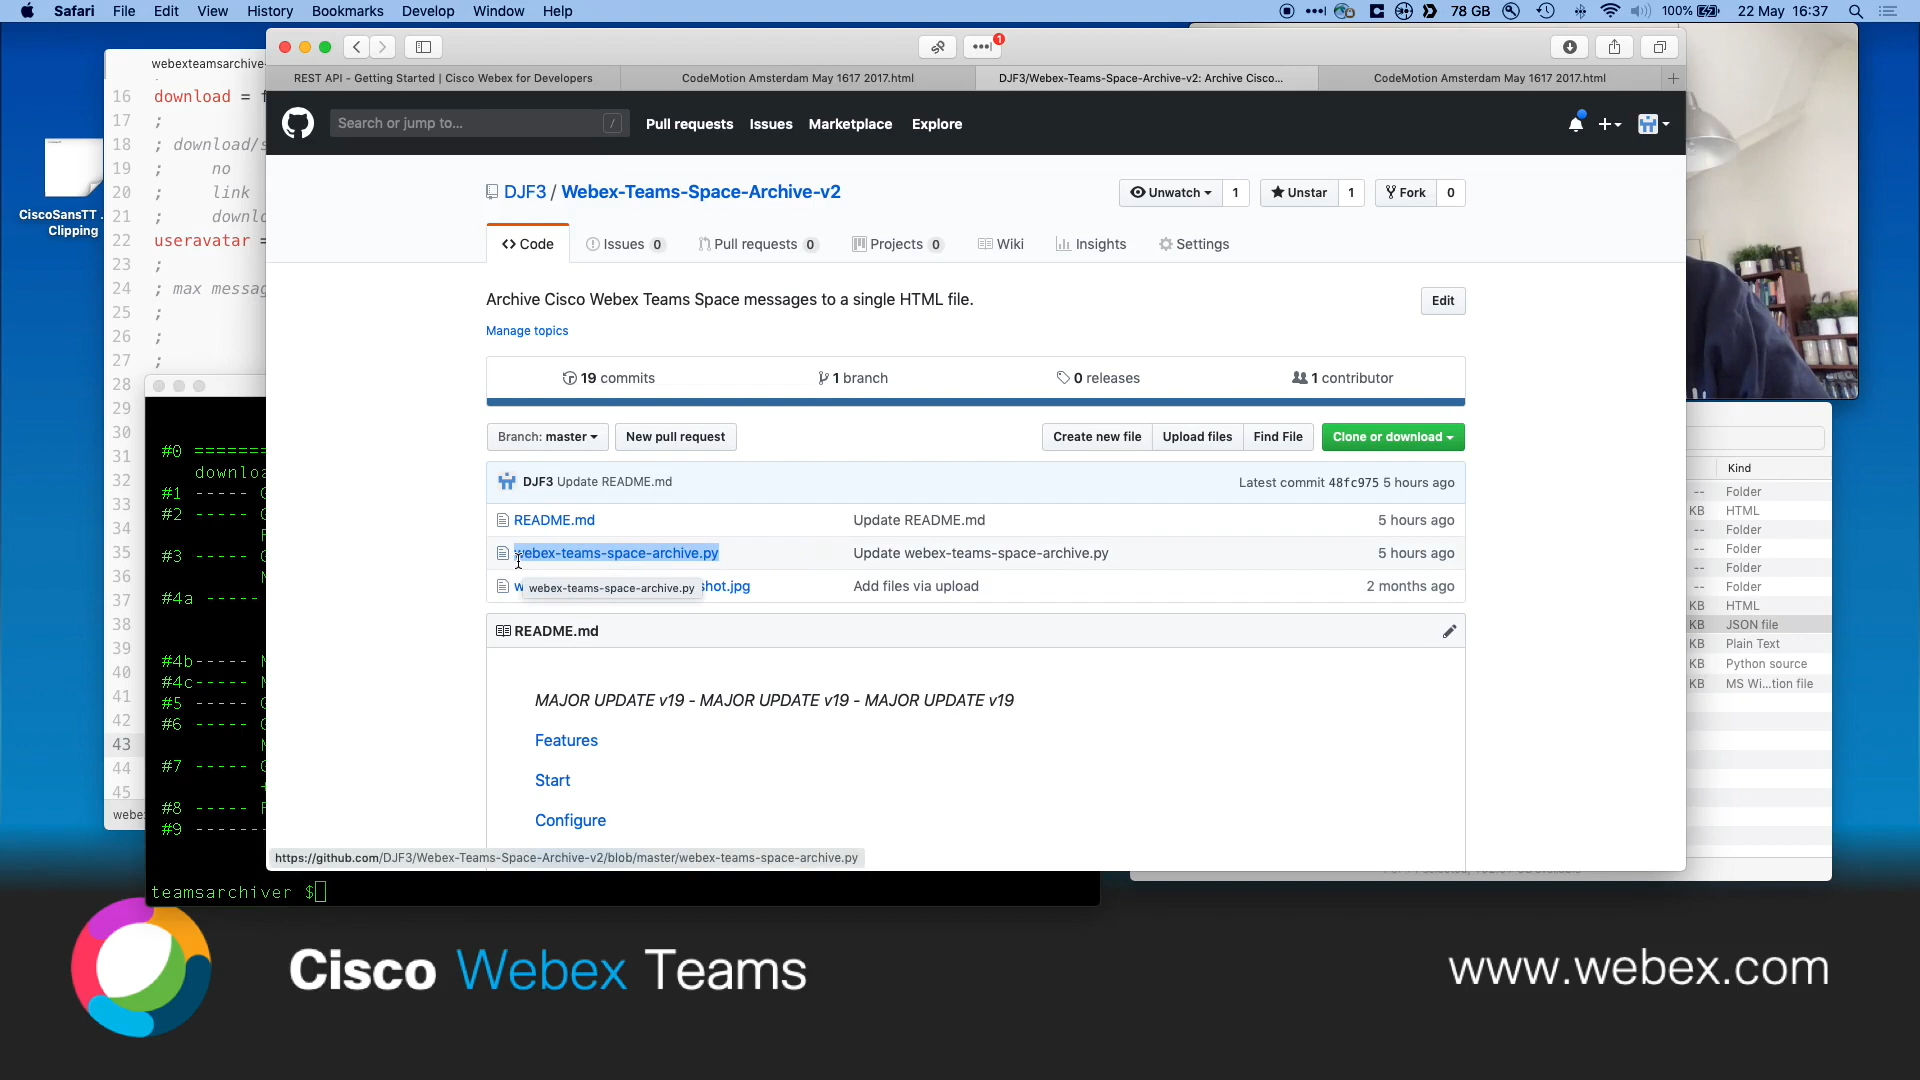 Safari File Edit View History Bookmarks Develop Window Help
78 GB 100% 22 May 16:37
REST API - Getting Started | Cisco Webex for Developers
CodeMotion Amsterdam May 1617 2017.html
DJF3/Webex-Teams-Space-Archive-v2: Archive Cisco...
CodeMotion Amsterdam May 1617 2017.html
1
Search or jump to... /
Pull requests Issues Marketplace Explore
DJF3 / Webex-Teams-Space-Archive-v2
Unwatch 1 Unstar 1 Fork 0
Code Issues 0 Pull requests 0 Projects 0 Wiki Insights Settings
Archive Cisco Webex Teams Space messages to a single HTML file.
Edit
Manage topics
19 commits 1 branch 0 releases 1 contributor
Branch: master New pull request Create new file Upload files Find File Clone or download
DJF3 Update README.md Latest commit 48fc975 5 hours ago
README.md Update README.md 5 hours ago
webex-teams-space-archive.py Update webex-teams-space-archive.py 5 hours ago
shot.jpg Add files via upload 2 months ago
webex-teams-space-archive.py
README.md
MAJOR UPDATE v19 - MAJOR UPDATE v19 - MAJOR UPDATE v19
Features
Start
Configure
https://github.com/DJF3/Webex-Teams-Space-Archive-v2/blob/master/webex-teams-space-archive.py
CiscoSansTT .
Clipping
webexteamsarchive-
16 download =
17 ;
18 ; download/s
19 ; no
20 ; link
21 ; downlo
22 useravatar =
23 ;
24 ; max messag
25 ;
26 ;
27 ;
28
29
30
31
32
33
34
35
36
37
38
39
40
41
42
43
44
45
webe
#0 =======
downloa
#1 -----
#2 -----
#3 -----
#4a -----
#4b-----
#4c-----
#5 -----
#6 -----
#7 -----
#8 -----
#9 -------
teamsarchiver $
Kind
-- Folder
KB HTML
-- Folder
-- Folder
-- Folder
-- Folder
KB HTML
KB JSON file
KB Plain Text
KB Python source
KB MS Wi...tion file
Cisco Webex Teams
www.webex.com